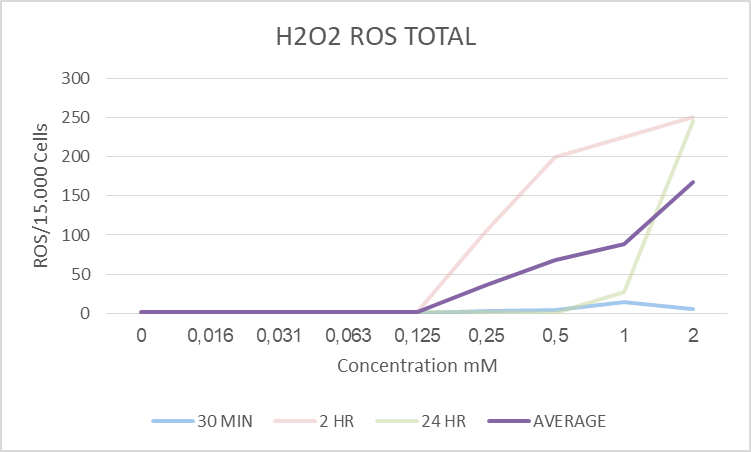 H2O2 ROS TOTAL
300
250
200
150
100
50
0
ROS/15.000 Cells
0 0,016 0,031 0,063 0,125 0,25 0,5 1 2
Concentration mM
30 MIN 2 HR 24 HR AVERAGE